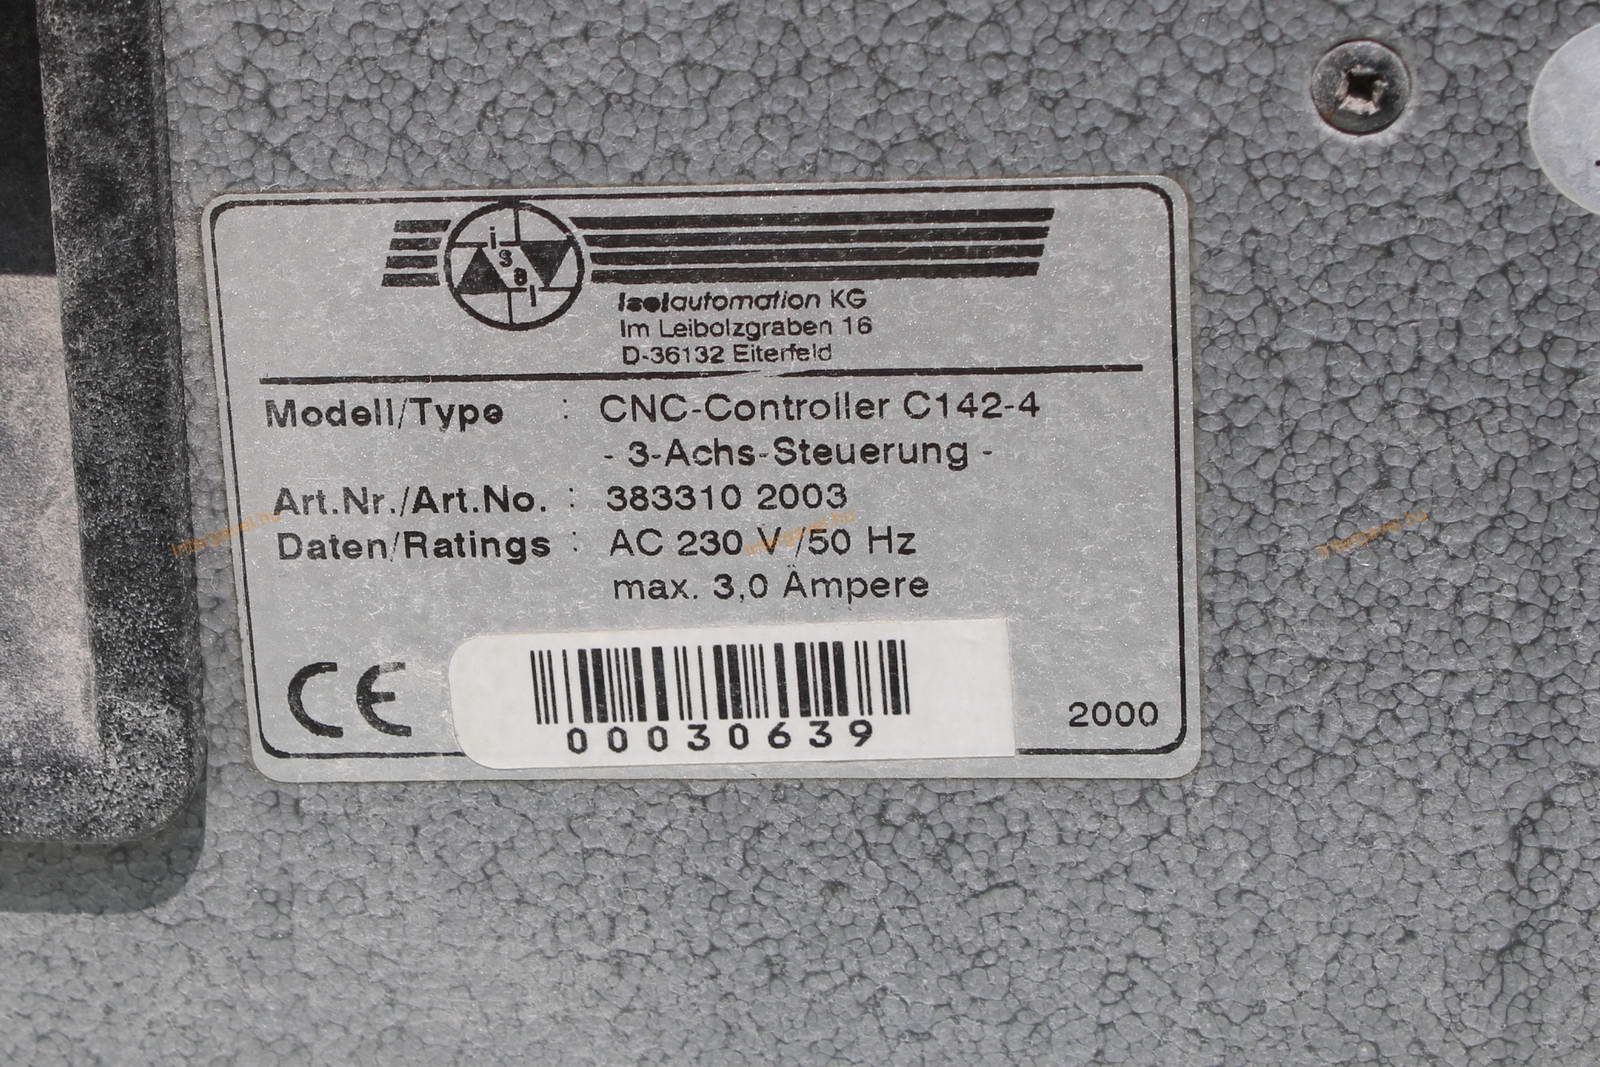 isel
iselautomation KG
Im Leibolzgraben 16
D-36132 Eiterfeld
Modell/Type : CNC-Controller C142-4
- 3-Achs-Steuerung -
Art.Nr./Art.No. : 383310 2003
Daten/Ratings : AC 230 V /50 Hz
max. 3,0 Ampere
CE
00030639
2000